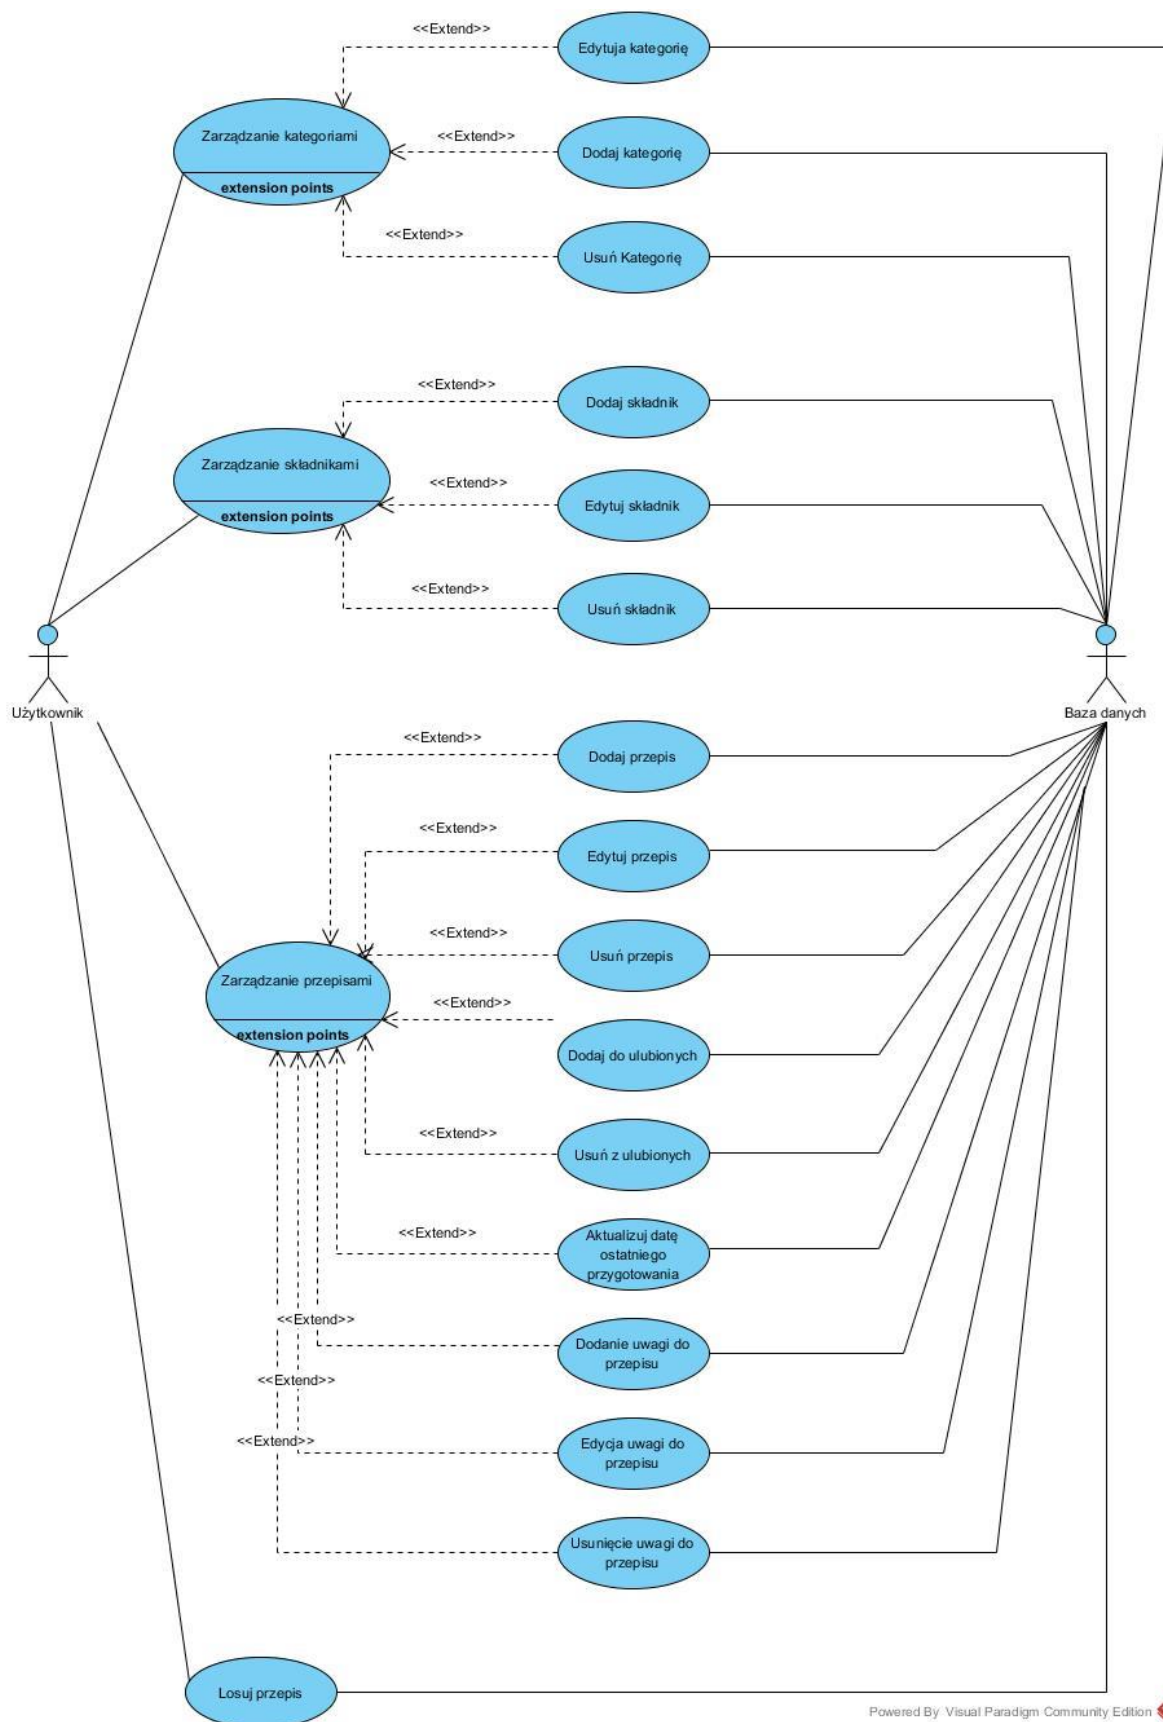 <<Extend>>
Edytuja kategorię
Zarządzanie kategoriami
extension points
<<Extend>>
Dodaj kategorię
<<Extend>>
Usuń Kategorię
<<Extend>>
Dodaj składnik
Zarządzanie składnikami
extension points
<<Extend>>
Edytuj składnik
<<Extend>>
Usuń składnik
Użytkownik
Baza danych
<<Extend>>
Dodaj przepis
<<Extend>>
Edytuj przepis
<<Extend>>
Usuń przepis
Zarządzanie przepisami
extension points
<<Extend>>
Dodaj do ulubionych
<<Extend>>
Usuń z ulubionych
<<Extend>>
Aktualizuj datę
ostatniego
przygotowania
<<Extend>>
Dodanie uwagi do
przepisu
<<Extend>>
<<Extend>>
Edycja uwagi do
przepisu
Usunięcie uwagi do
przepisu
Losuj przepis
Powered By Visual Paradigm Community Edition